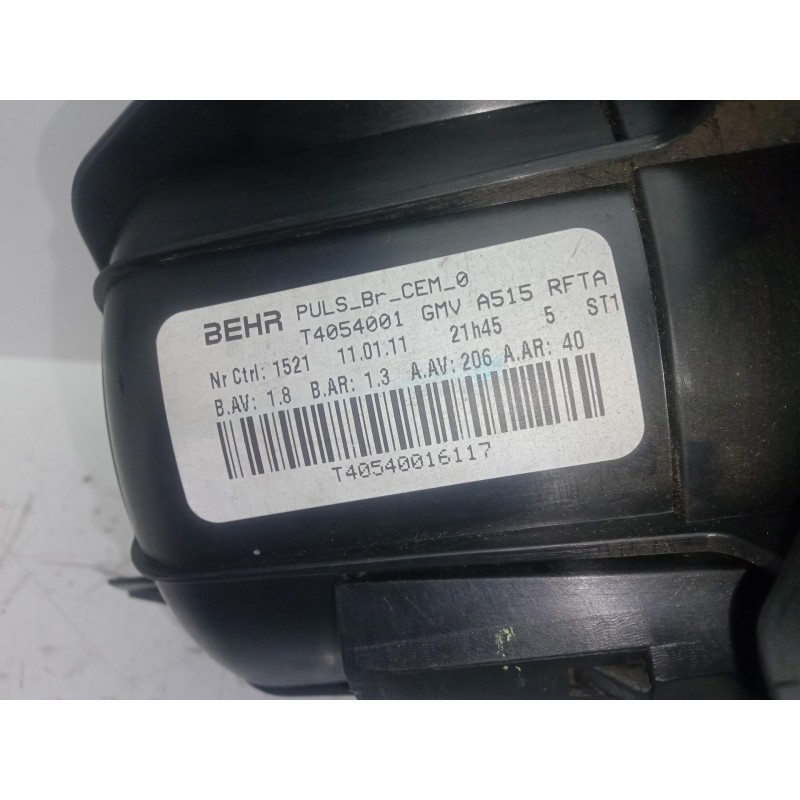 BEHR PULS_Br_CEM_0
T4054001 GMV A515 RFTA
Nr Ctrl: 1521 11.01.11 21h45 5 ST1
B.AV: 1.8 B.AR: 1.3 A.AV: 206 A.AR: 40
T40540016117